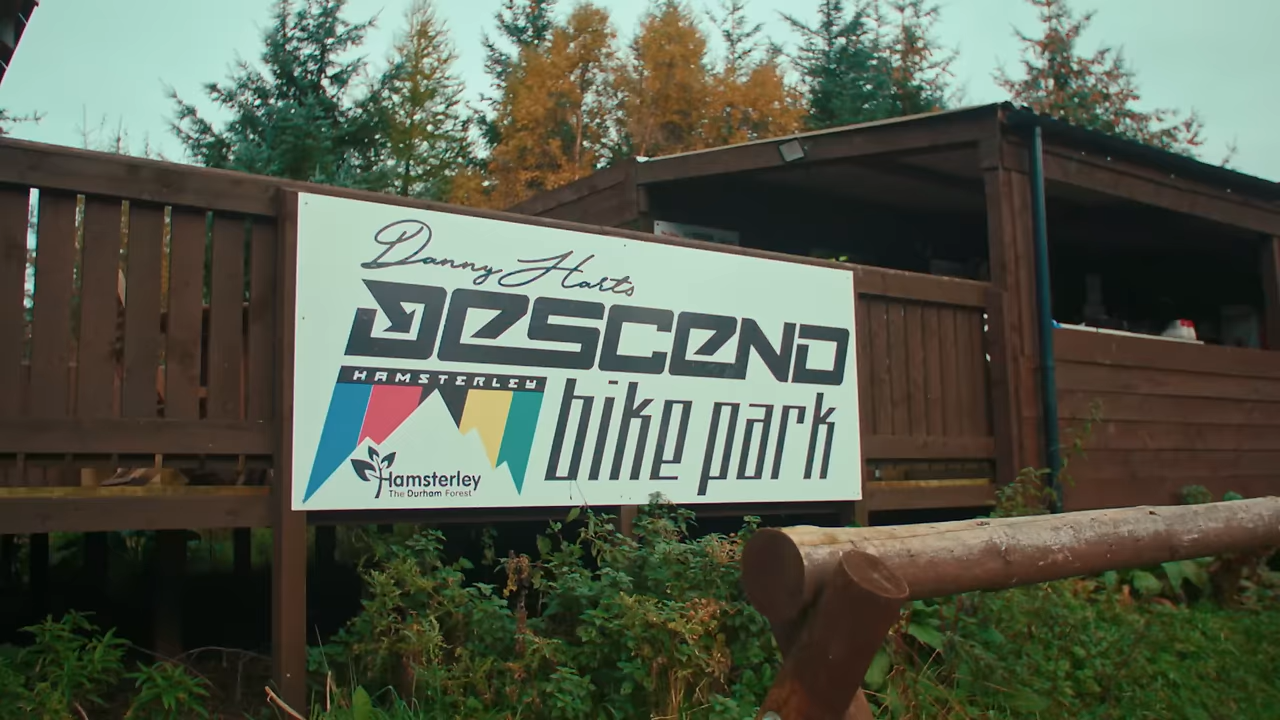 Danny Harts
DESCEND
HAMSTERLEY
bike park
Hamsterley
The Durham Forest